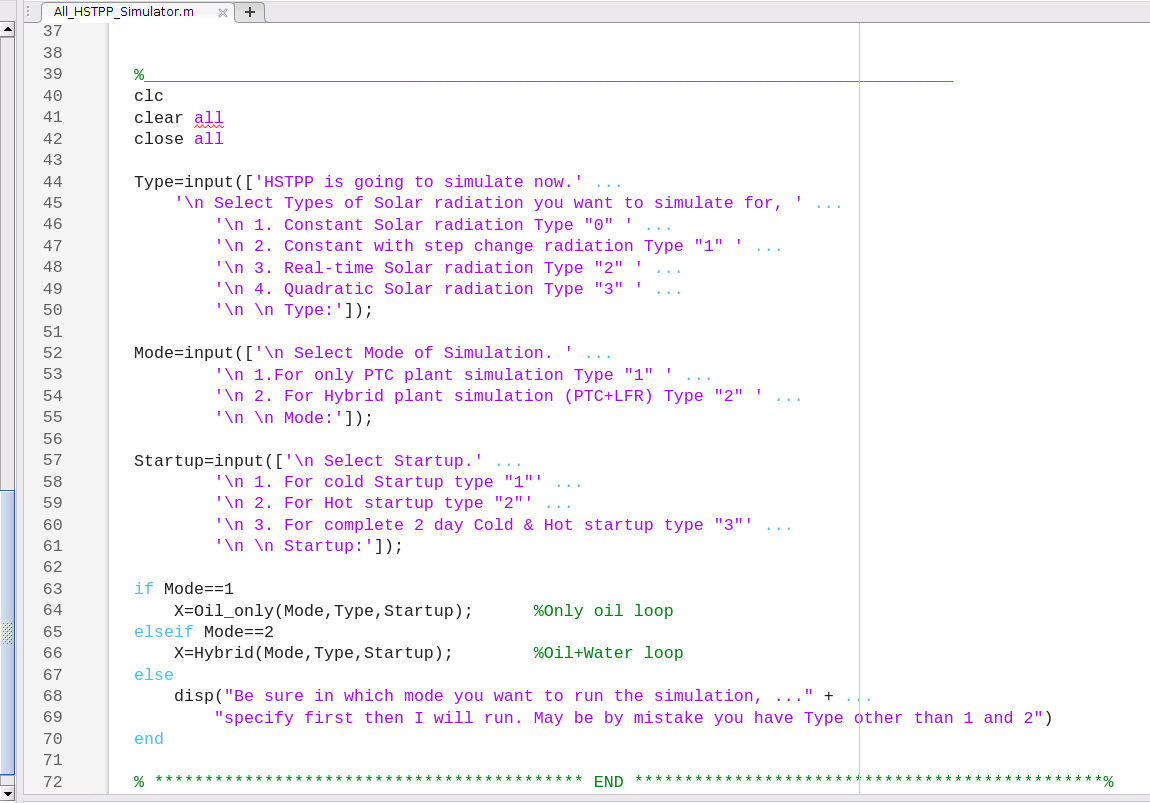 All_HSTPP_Simulator.m × +
37
38
39 %_________________________________________________________________________________
40 clc
41 clear all
42 close all
43
44 Type=input(['HSTPP is going to simulate now.' ...
45 '\n Select Types of Solar radiation you want to simulate for, ' ...
46 '\n 1. Constant Solar radiation Type "0" ' ...
47 '\n 2. Constant with step change radiation Type "1" ' ...
48 '\n 3. Real-time Solar radiation Type "2" ' ...
49 '\n 4. Quadratic Solar radiation Type "3" ' ...
50 '\n \n Type:']);
51
52 Mode=input(['\n Select Mode of Simulation. ' ...
53 '\n 1.For only PTC plant simulation Type "1" ' ...
54 '\n 2. For Hybrid plant simulation (PTC+LFR) Type "2" ' ...
55 '\n \n Mode:']);
56
57 Startup=input(['\n Select Startup.' ...
58 '\n 1. For cold Startup type "1"' ...
59 '\n 2. For Hot startup type "2"' ...
60 '\n 3. For complete 2 day Cold & Hot startup type "3"' ...
61 '\n \n Startup:']);
62
63 if Mode==1
64 X=Oil_only(Mode,Type,Startup); %Only oil loop
65 elseif Mode==2
66 X=Hybrid(Mode,Type,Startup); %Oil+Water loop
67 else
68 disp("Be sure in which mode you want to run the simulation, ..." + ...
69 "specify first then I will run. May be by mistake you have Type other than 1 and 2")
70 end
71
72 % ******************************************* END ***********************************************%